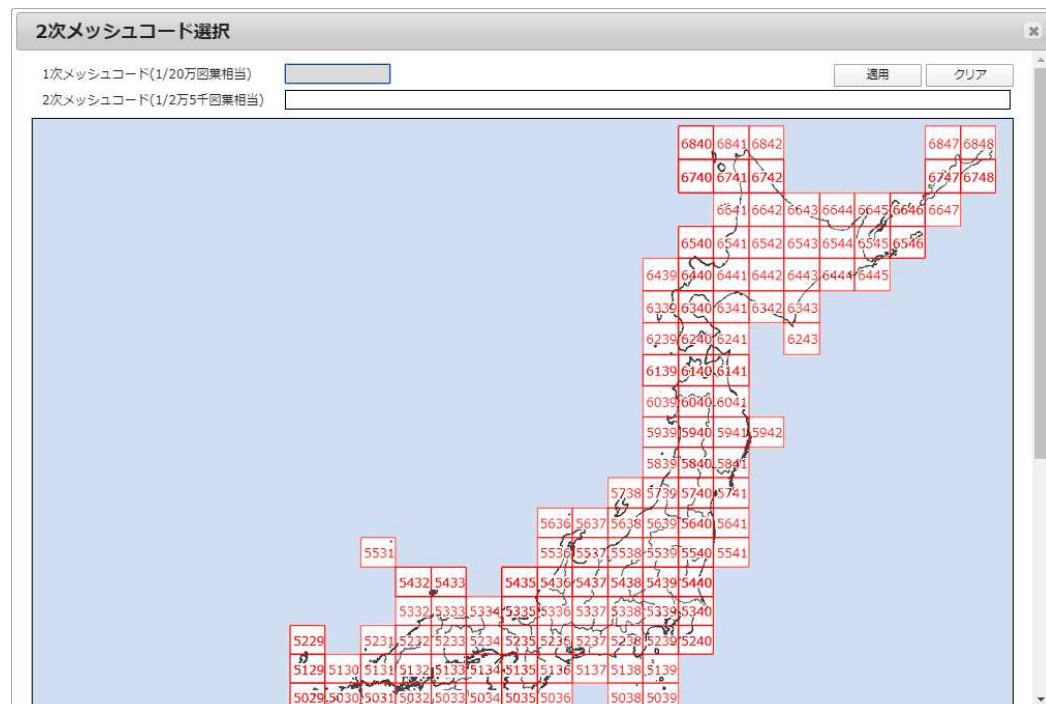 2次メッシュコード選択
1次メッシュコード(1/20万図葉相当)
適用 クリア
2次メッシュコード(1/2万5千図葉相当)
6840 6841 6842 6847 6848
6740 6741 6742 6747 6748
6641 6642 6643 6644 6645 6646 6647
6540 6541 6542 6543 6544 6545 6546
6439 6440 6441 6442 6443 6444 6445
6339 6340 6341 6342 6343
6239 6240 6241 6243
6139 6140 6141
6039 6040 6041
5939 5940 5941 5942
5839 5840 5841
5738 5739 5740 5741
5636 5637 5638 5639 5640 5641
5531 5536 5537 5538 5539 5540 5541
5432 5433 5435 5436 5437 5438 5439 5440
5332 5333 5334 5335 5336 5337 5338 5339 5340
5229 5231 5232 5233 5234 5235 5236 5237 5238 5239 5240
5129 5130 5131 5132 5133 5134 5135 5136 5137 5138 5139
5029 5030 5031 5032 5033 5034 5035 5036 5038 5039